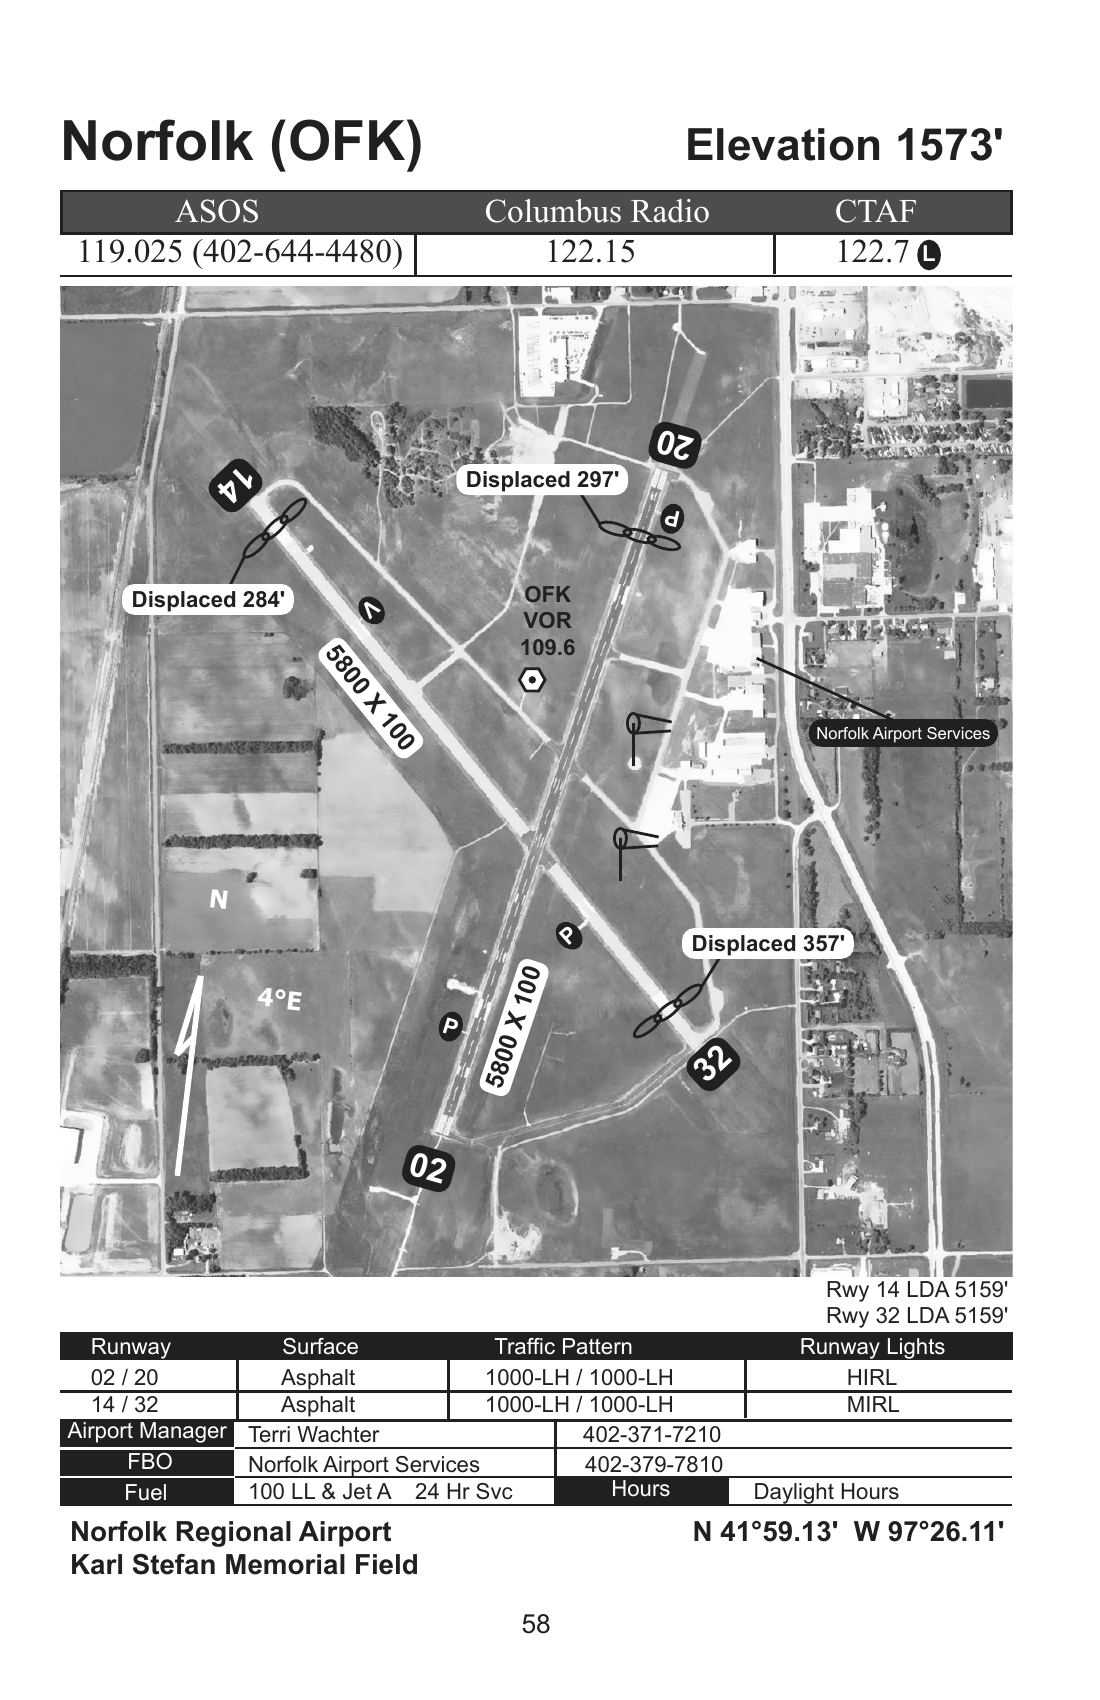 Norfolk (OFK) Elevation 1573'
ASOS Columbus Radio CTAF
119.025 (402-644-4480) 122.15 122.7 L
20
14
Displaced 297'
P
Displaced 284'
OFK
VOR
109.6
V
5800 X 100
Norfolk Airport Services
N
P
Displaced 357'
4°E
P
5800 X 100
32
02
Rwy 14 LDA 5159'
Rwy 32 LDA 5159'
Runway Surface Traffic Pattern Runway Lights
02 / 20 Asphalt 1000-LH / 1000-LH HIRL
14 / 32 Asphalt 1000-LH / 1000-LH MIRL
Airport Manager Terri Wachter 402-371-7210
FBO Norfolk Airport Services 402-379-7810
Fuel 100 LL & Jet A 24 Hr Svc Hours Daylight Hours
Norfolk Regional Airport N 41°59.13' W 97°26.11'
Karl Stefan Memorial Field
58